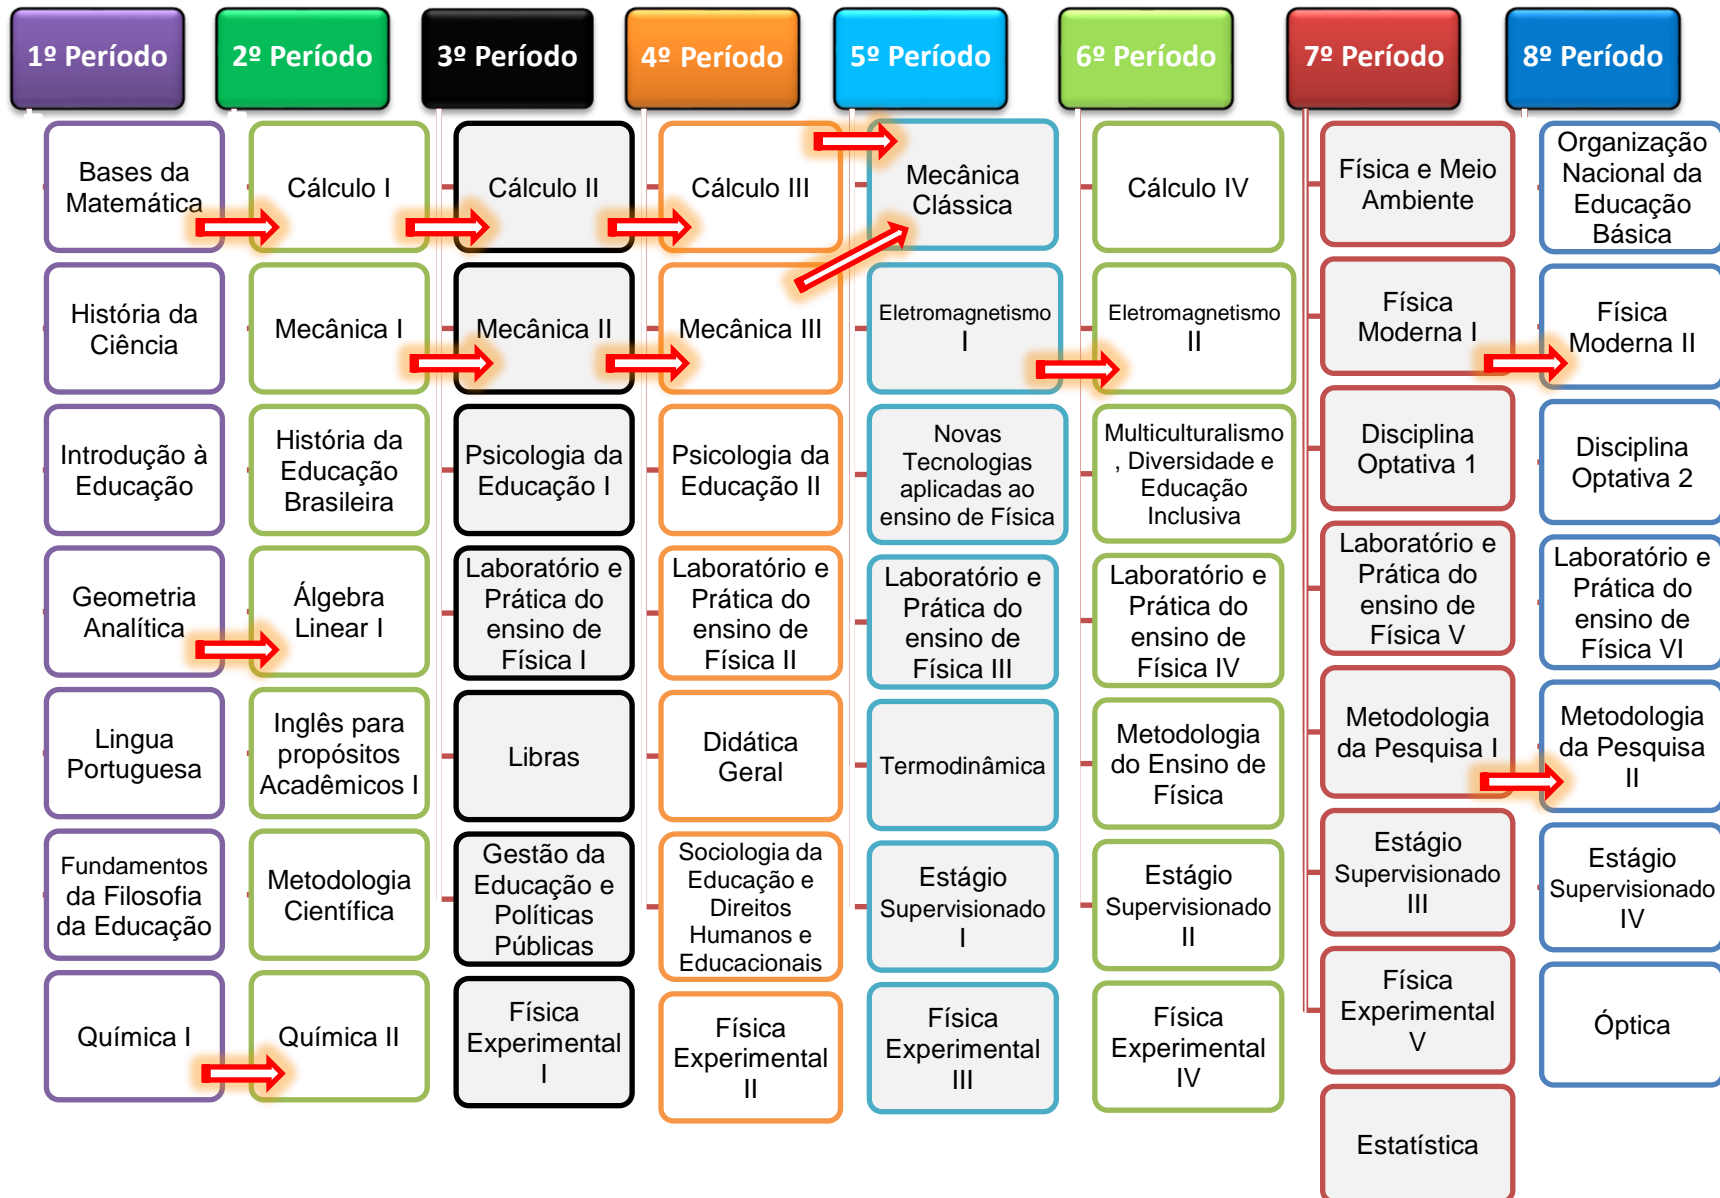 1º Período
2º Período
3º Período
4º Período
5º Período
6º Período
7º Período
8º Período
Bases da
Matemática
História da
Ciência
Introdução à
Educação
Geometria
Analítica
Lingua
Portuguesa
Fundamentos
da Filosofia
da Educação
Química I
Cálculo I
Mecânica I
História da
Educação
Brasileira
Álgebra
Linear I
Inglês para
propósitos
Acadêmicos I
Metodologia
Científica
Química II
Cálculo II
Mecânica II
Psicologia da
Educação I
Laboratório e
Prática do
ensino de
Física I
Libras
Gestão da
Educação e
Políticas
Públicas
Física
Experimental
I
Cálculo III
Mecânica III
Psicologia da
Educação II
Laboratório e
Prática do
ensino de
Física II
Didática
Geral
Sociologia da
Educação e
Direitos
Humanos e
Educacionais
Física
Experimental
II
Mecânica
Clássica
Eletromagnetismo
I
Novas
Tecnologias
aplicadas ao
ensino de Física
Laboratório e
Prática do
ensino de
Física III
Termodinâmica
Estágio
Supervisionado
I
Física
Experimental
III
Cálculo IV
Eletromagnetismo
II
Multiculturalismo
, Diversidade e
Educação
Inclusiva
Laboratório e
Prática do
ensino de
Física IV
Metodologia
do Ensino de
Física
Estágio
Supervisionado
II
Física
Experimental
IV
Física e Meio
Ambiente
Física
Moderna I
Disciplina
Optativa 1
Laboratório e
Prática do
ensino de
Física V
Metodologia
da Pesquisa I
Estágio
Supervisionado
III
Física
Experimental
V
Estatística
Organização
Nacional da
Educação
Básica
Física
Moderna II
Disciplina
Optativa 2
Laboratório e
Prática do
ensino de
Física VI
Metodologia
da Pesquisa
II
Estágio
Supervisionado
IV
Óptica